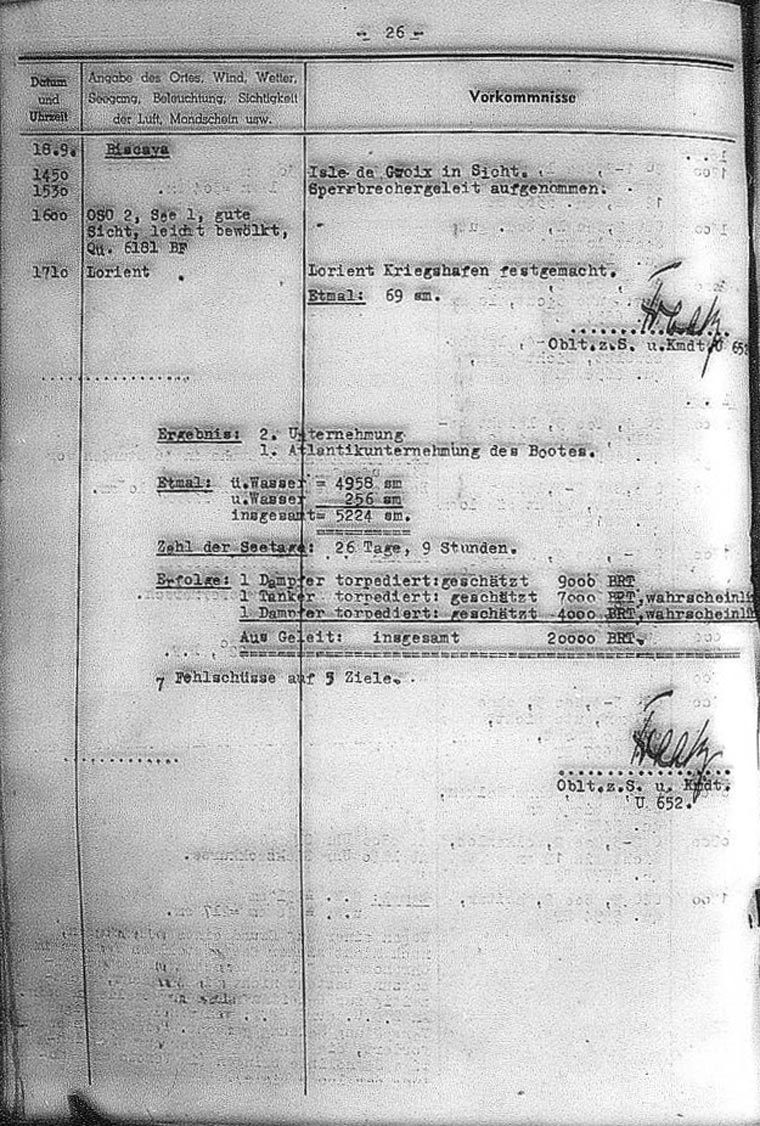 - 26 -
Datum
und
Uhrzeit
Angabe des Ortes, Wind, Wetter,
Seegang, Beleuchtung, Sichtigkeit
der Luft, Mondschein usw.
Vorkommnisse
18.9. Biscaya
1450 Isle de Groix in Sicht.
1530 Sperrbrechergeleit aufgenommen.
1600 OSO 2, See 1, gute
Sicht, leicht bewölkt,
Qu. 6181 BF
1710 Lorient Lorient Kriegshafen festgemacht.
Etmal: 69 sm.
Oblt.z.S. u.Kmdt.U 652
Ergebnis: 2. Unternehmung
1. Atlantikunternehmung des Bootes.
Etmal: ü.Wasser = 4958 sm
u.Wasser 256 sm
insgesamt= 5224 sm.
Zahl der Seetage: 26 Tage, 9 Stunden.
Erfolge: 1 Dampfer torpediert:geschätzt 9000 BRT
1 Tanker torpediert: geschätzt 7000 BRT,wahrscheinli
1 Dampfer torpediert: geschätzt 4000 BRT,wahrscheinli
Aus Geleit: insgesamt 20000 BRT.
7 Fehlschüsse auf 5 Ziele.
Oblt.z.S. u. Kmdt.
U 652.